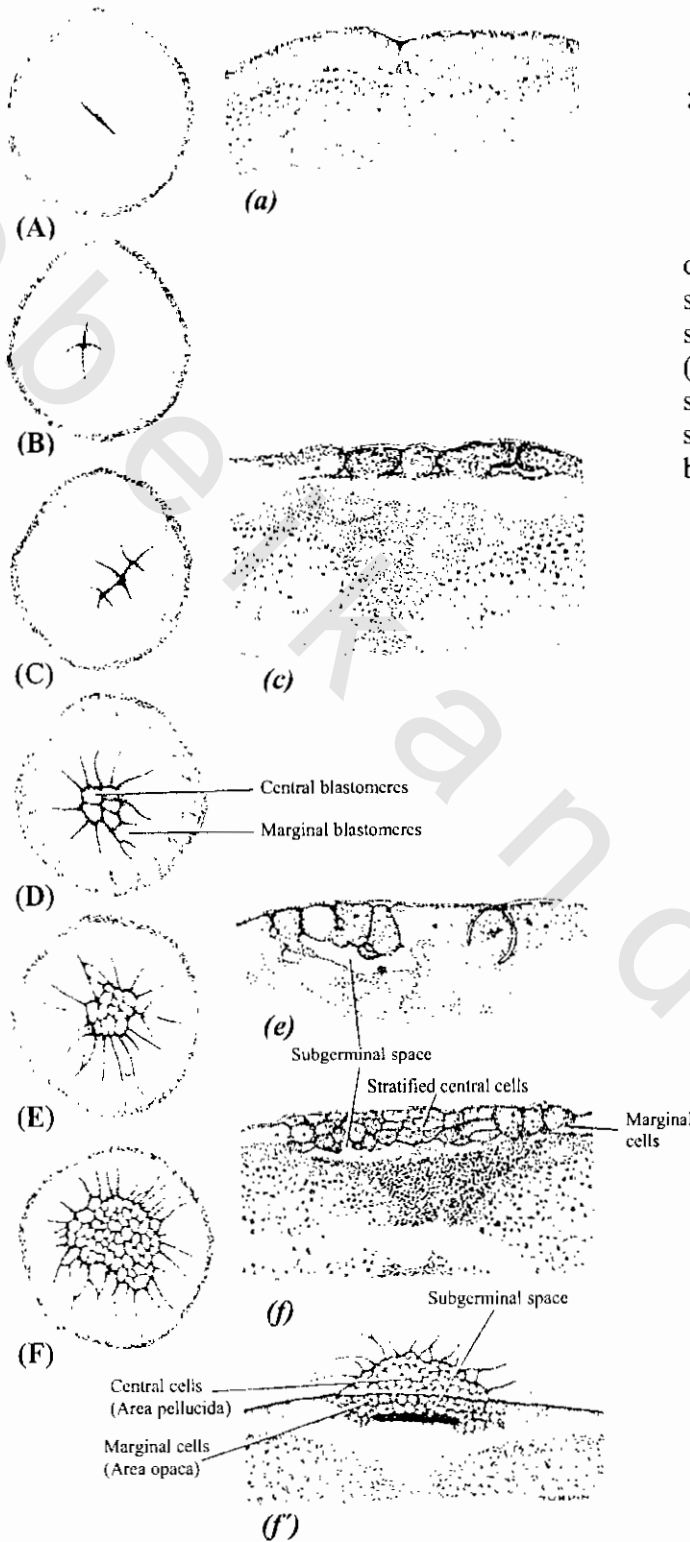 (A)
(a)
(B)
(C)
(c)
Central blastomeres
Marginal blastomeres
(D)
(e)
Subgerminal space
Stratified central cells
(E)
Marginal
cells
(f)
Subgerminal space
(F)
Central cells
(Area pellucida)
Marginal cells
(Area opaca)
(f')